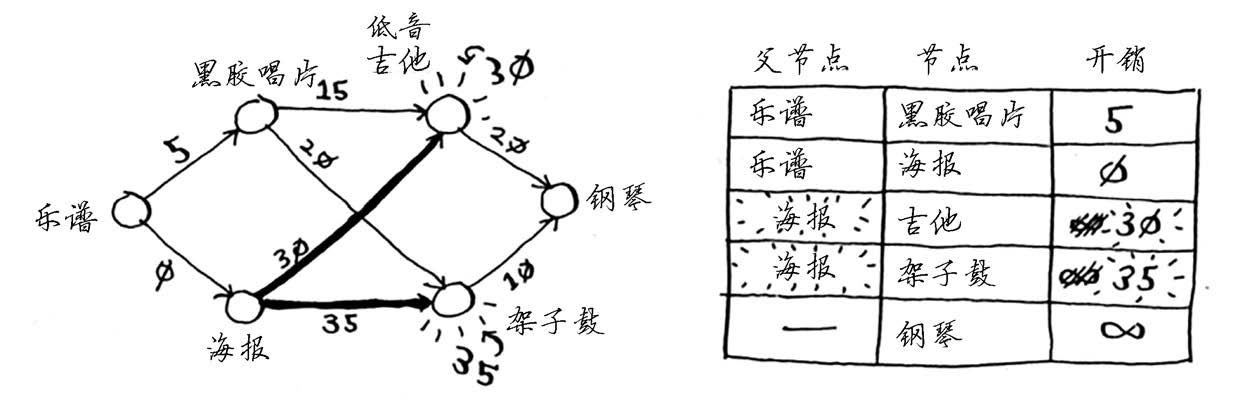 低音
吉他
30
黑胶唱片
15
5
20
20
乐谱
钢琴
0
30
10
35
架子鼓
海报
35
父节点 节点 开销
乐谱 黑胶唱片 5
乐谱 海报 0
海报 吉他 30
海报 架子鼓 35
— 钢琴 ∞